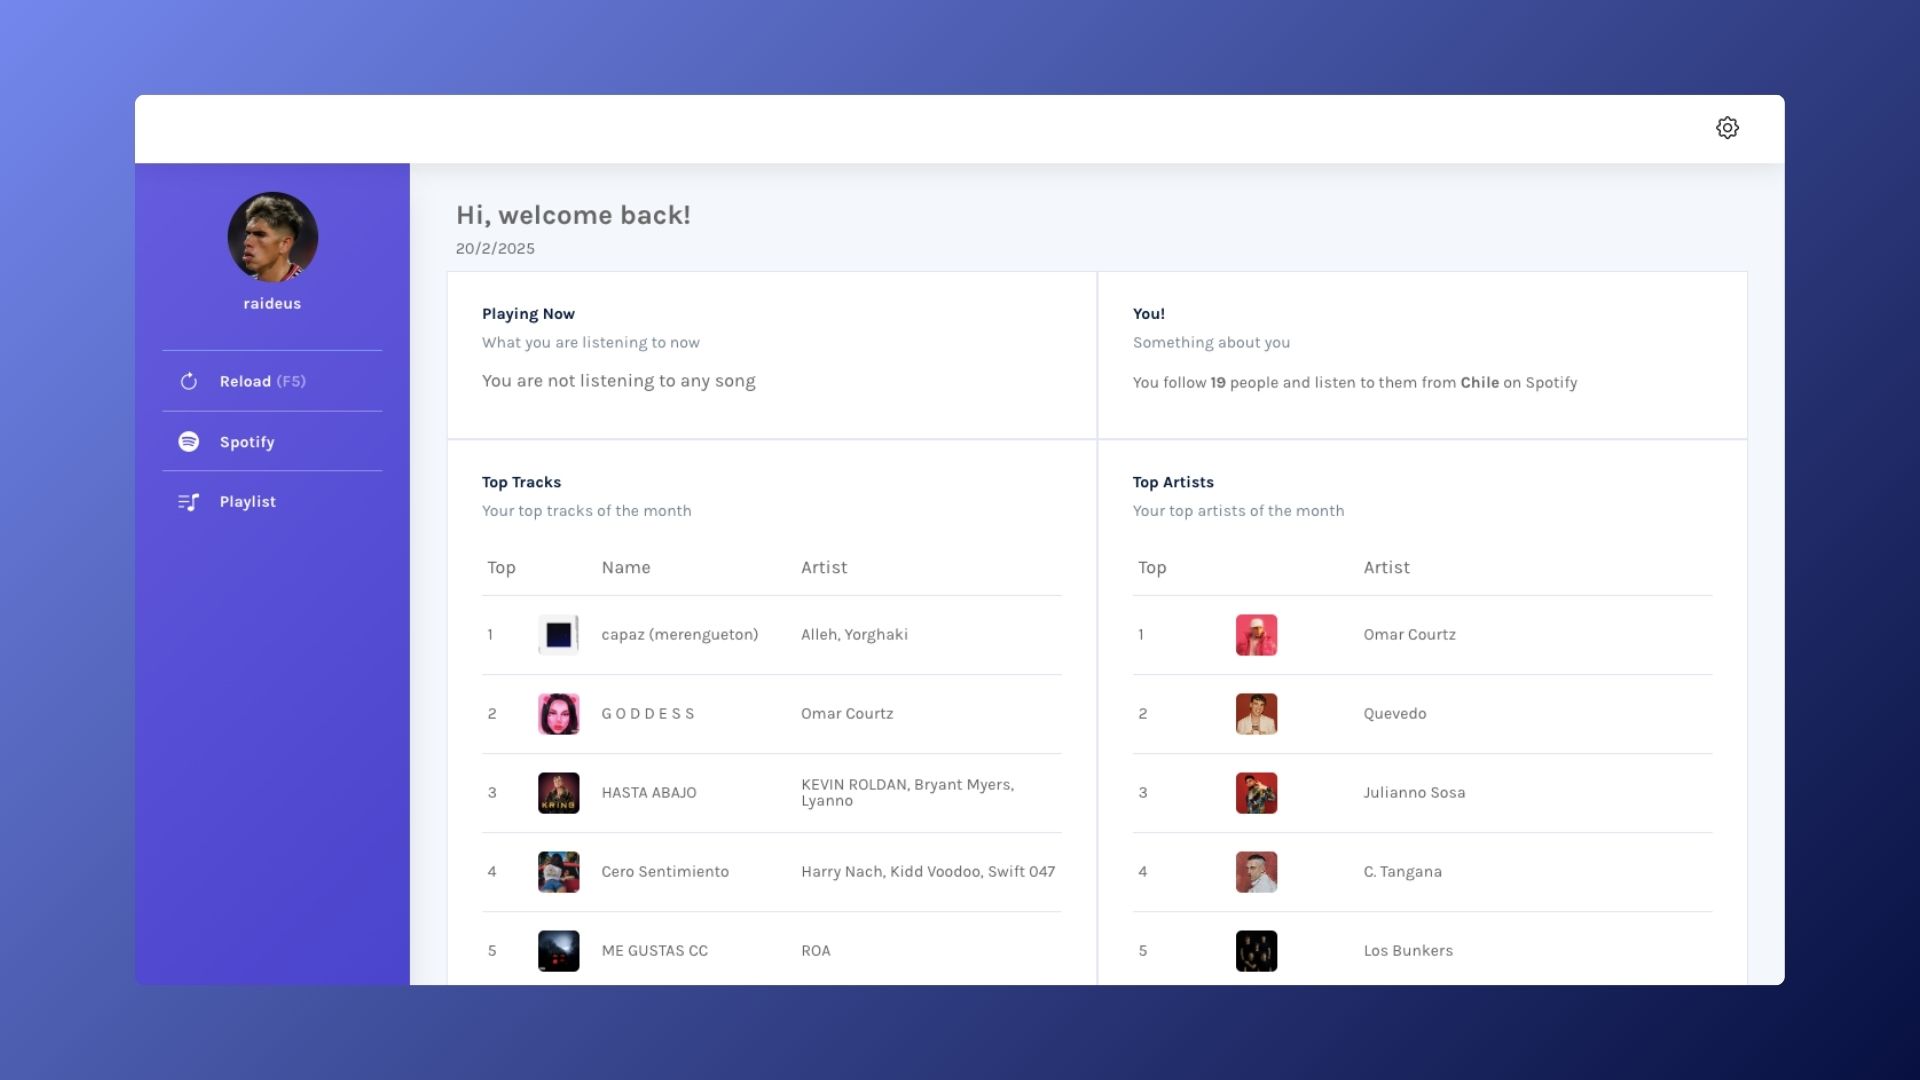 raideus
Reload (F5)
Spotify
Playlist
Hi, welcome back!
20/2/2025
Playing Now
What you are listening to now
You are not listening to any song
You!
Something about you
You follow 19 people and listen to them from Chile on Spotify
Top Tracks
Your top tracks of the month
Top Name Artist
1 capaz (merengueton) Alleh, Yorghaki
2 G O D D E S S Omar Courtz
3 KRING HASTA ABAJO KEVIN ROLDAN, Bryant Myers,
Lyanno
4 Cero Sentimiento Harry Nach, Kidd Voodoo, Swift 047
5 ME GUSTAS CC ROA
Top Artists
Your top artists of the month
Top Artist
1 Omar Courtz
2 Quevedo
3 Julianno Sosa
4 C. Tangana
5 Los Bunkers